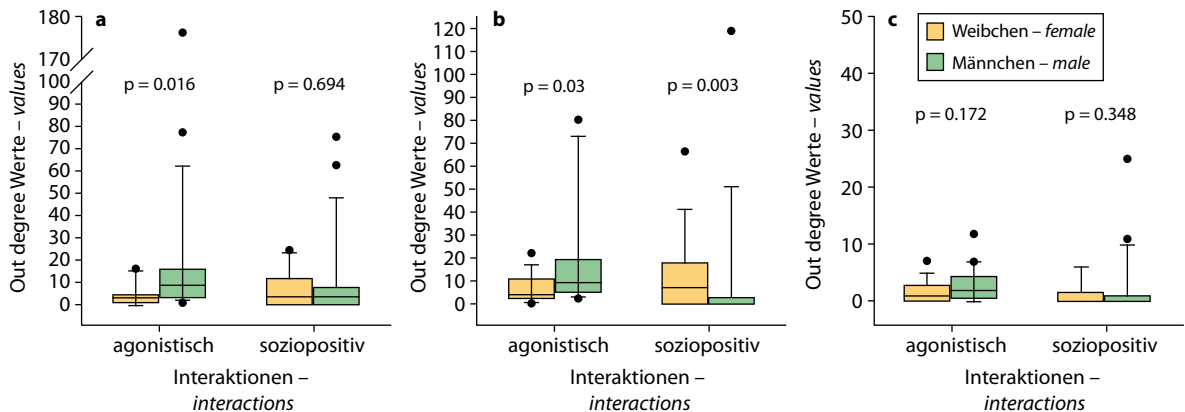 a
Out degree Werte – values
180
170
100
90
80
70
60
50
40
30
20
10
0
p = 0.016
p = 0.694
agonistisch
soziopositiv
Interaktionen –
interactions
b
Out degree Werte – values
120
110
100
90
80
70
60
50
40
30
20
10
0
p = 0.03
p = 0.003
agonistisch
soziopositiv
Interaktionen –
interactions
c
Out degree Werte – values
50
40
30
20
10
0
Weibchen – female
Männchen – male
p = 0.172
p = 0.348
agonistisch
soziopositiv
Interaktionen –
interactions